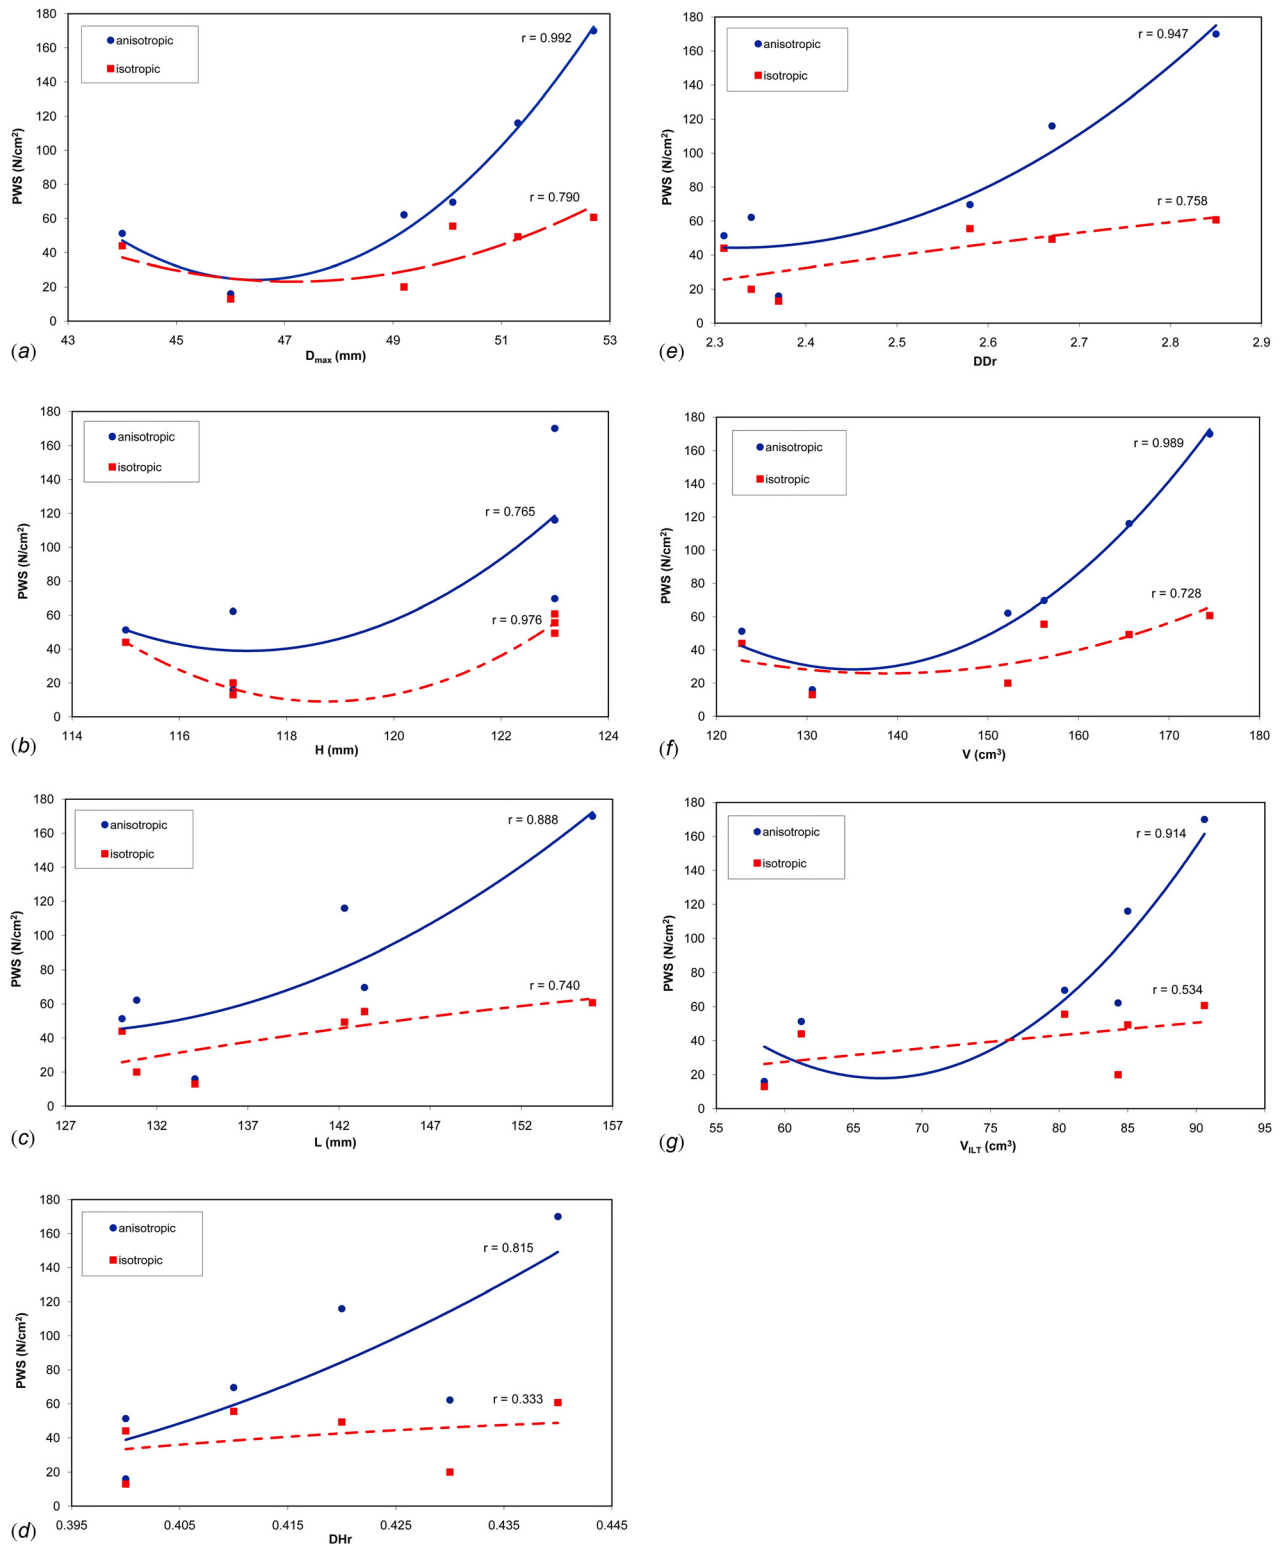 180
160
140
120
100
80
60
40
20
0
PWS (N/cm²)
anisotropic
isotropic
r = 0.992
r = 0.790
43 45 47 49 51 53
(a)
Dmax (mm)
180
160
140
120
100
80
60
40
20
0
PWS (N/cm²)
anisotropic
isotropic
r = 0.947
r = 0.758
2.3 2.4 2.5 2.6 2.7 2.8 2.9
(e)
DDr
180
160
140
120
100
80
60
40
20
0
PWS (N/cm²)
anisotropic
isotropic
r = 0.765
r = 0.976
114 116 118 120 122 124
(b)
H (mm)
180
160
140
120
100
80
60
40
20
0
PWS (N/cm²)
anisotropic
isotropic
r = 0.989
r = 0.728
120 130 140 150 160 170 180
(f)
V (cm³)
180
160
140
120
100
80
60
40
20
0
PWS (N/cm²)
anisotropic
isotropic
r = 0.888
r = 0.740
127 132 137 142 147 152 157
(c)
L (mm)
180
160
140
120
100
80
60
40
20
0
PWS (N/cm²)
anisotropic
isotropic
r = 0.914
r = 0.534
55 60 65 70 75 80 85 90 95
(g)
VILT (cm³)
180
160
140
120
100
80
60
40
20
0
PWS (N/cm²)
anisotropic
isotropic
r = 0.815
r = 0.333
0.395 0.405 0.415 0.425 0.435 0.445
(d)
DHr